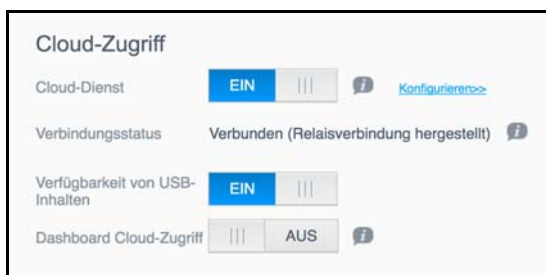 Cloud-Zugriff
Cloud-Dienst EIN Konfigurieren>>
Verbindungsstatus Verbunden (Relaisverbindung hergestellt)
Verfügbarkeit von USB-
Inhalten EIN
Dashboard Cloud-Zugriff AUS